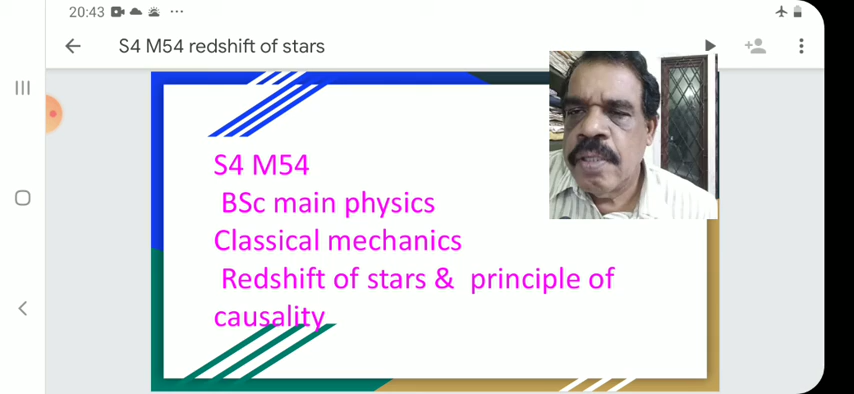 20:43
S4 M54 redshift of stars
S4 M54
BSc main physics
Classical mechanics
Redshift of stars & principle of
causality